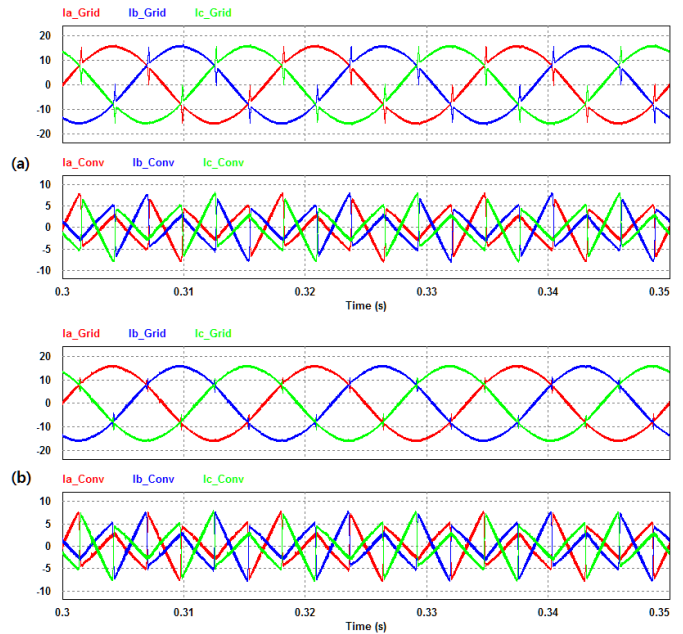 Ia_Grid Ib_Grid Ic_Grid
20
10
0
-10
-20
(a)
Ia_Conv Ib_Conv Ic_Conv
10
5
0
-5
-10
0.3 0.31 0.32 0.33 0.34 0.35
Time (s)
Ia_Grid Ib_Grid Ic_Grid
20
10
0
-10
-20
(b)
Ia_Conv Ib_Conv Ic_Conv
10
5
0
-5
-10
0.3 0.31 0.32 0.33 0.34 0.35
Time (s)